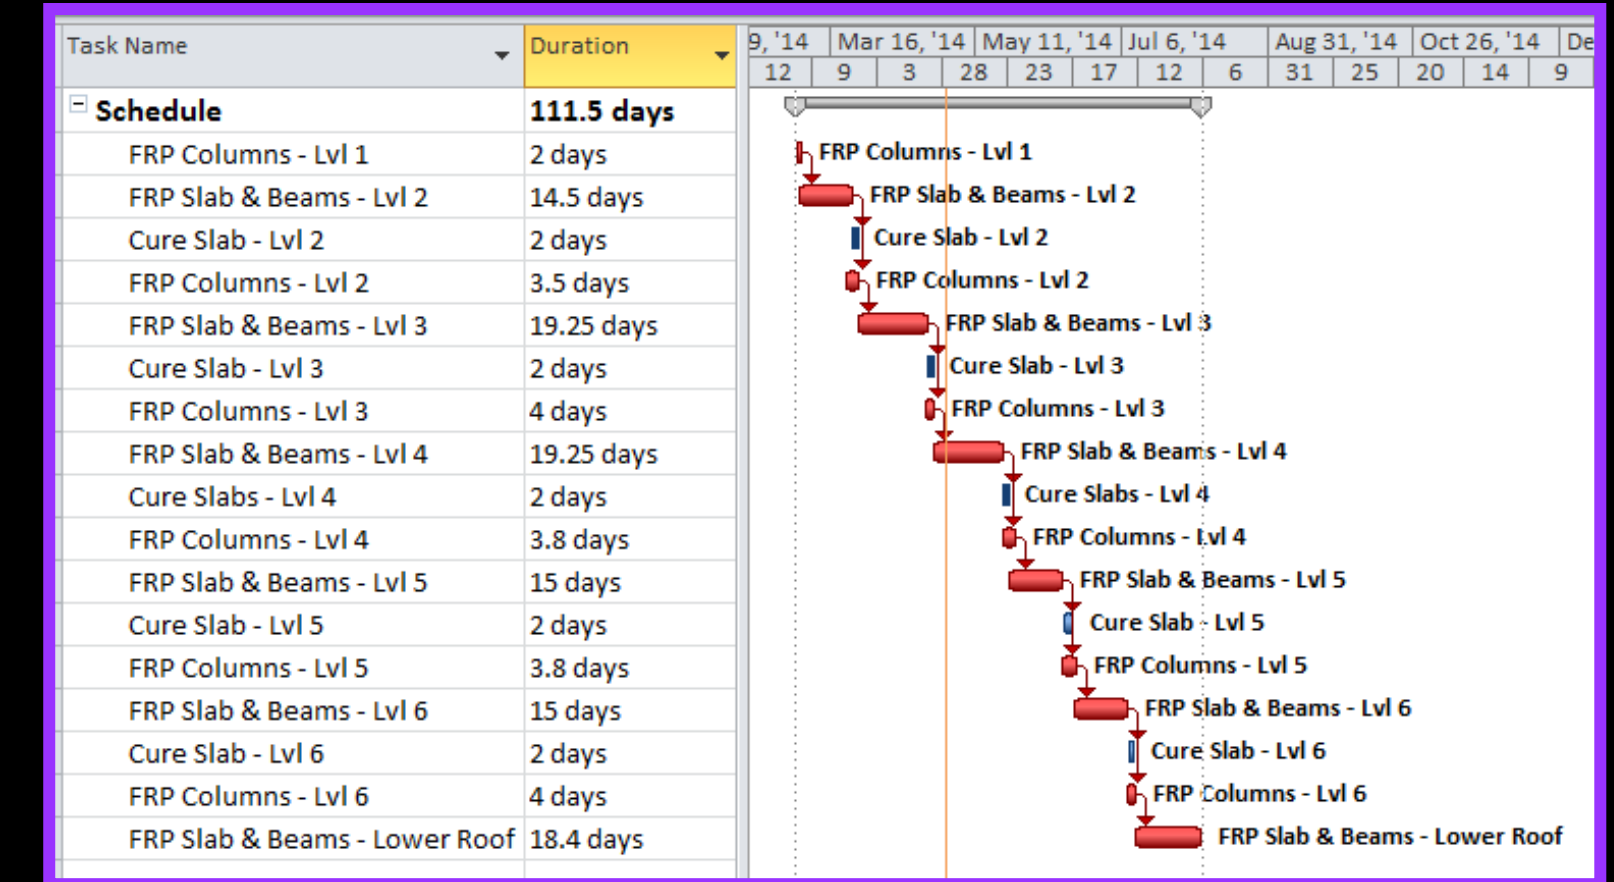 Task Name Duration 9, '14 Mar 16, '14 May 11, '14 Jul 6, '14 Aug 31, '14 Oct 26, '14 De
12 9 3 28 23 17 12 6 31 25 20 14 9
Schedule 111.5 days
FRP Columns - Lvl 1 2 days FRP Columns - Lvl 1
FRP Slab & Beams - Lvl 2 14.5 days FRP Slab & Beams - Lvl 2
Cure Slab - Lvl 2 2 days Cure Slab - Lvl 2
FRP Columns - Lvl 2 3.5 days FRP Columns - Lvl 2
FRP Slab & Beams - Lvl 3 19.25 days FRP Slab & Beams - Lvl 3
Cure Slab - Lvl 3 2 days Cure Slab - Lvl 3
FRP Columns - Lvl 3 4 days FRP Columns - Lvl 3
FRP Slab & Beams - Lvl 4 19.25 days FRP Slab & Beams - Lvl 4
Cure Slabs - Lvl 4 2 days Cure Slabs - Lvl 4
FRP Columns - Lvl 4 3.8 days FRP Columns - Lvl 4
FRP Slab & Beams - Lvl 5 15 days FRP Slab & Beams - Lvl 5
Cure Slab - Lvl 5 2 days Cure Slab - Lvl 5
FRP Columns - Lvl 5 3.8 days FRP Columns - Lvl 5
FRP Slab & Beams - Lvl 6 15 days FRP Slab & Beams - Lvl 6
Cure Slab - Lvl 6 2 days Cure Slab - Lvl 6
FRP Columns - Lvl 6 4 days FRP Columns - Lvl 6
FRP Slab & Beams - Lower Roof 18.4 days FRP Slab & Beams - Lower Roof